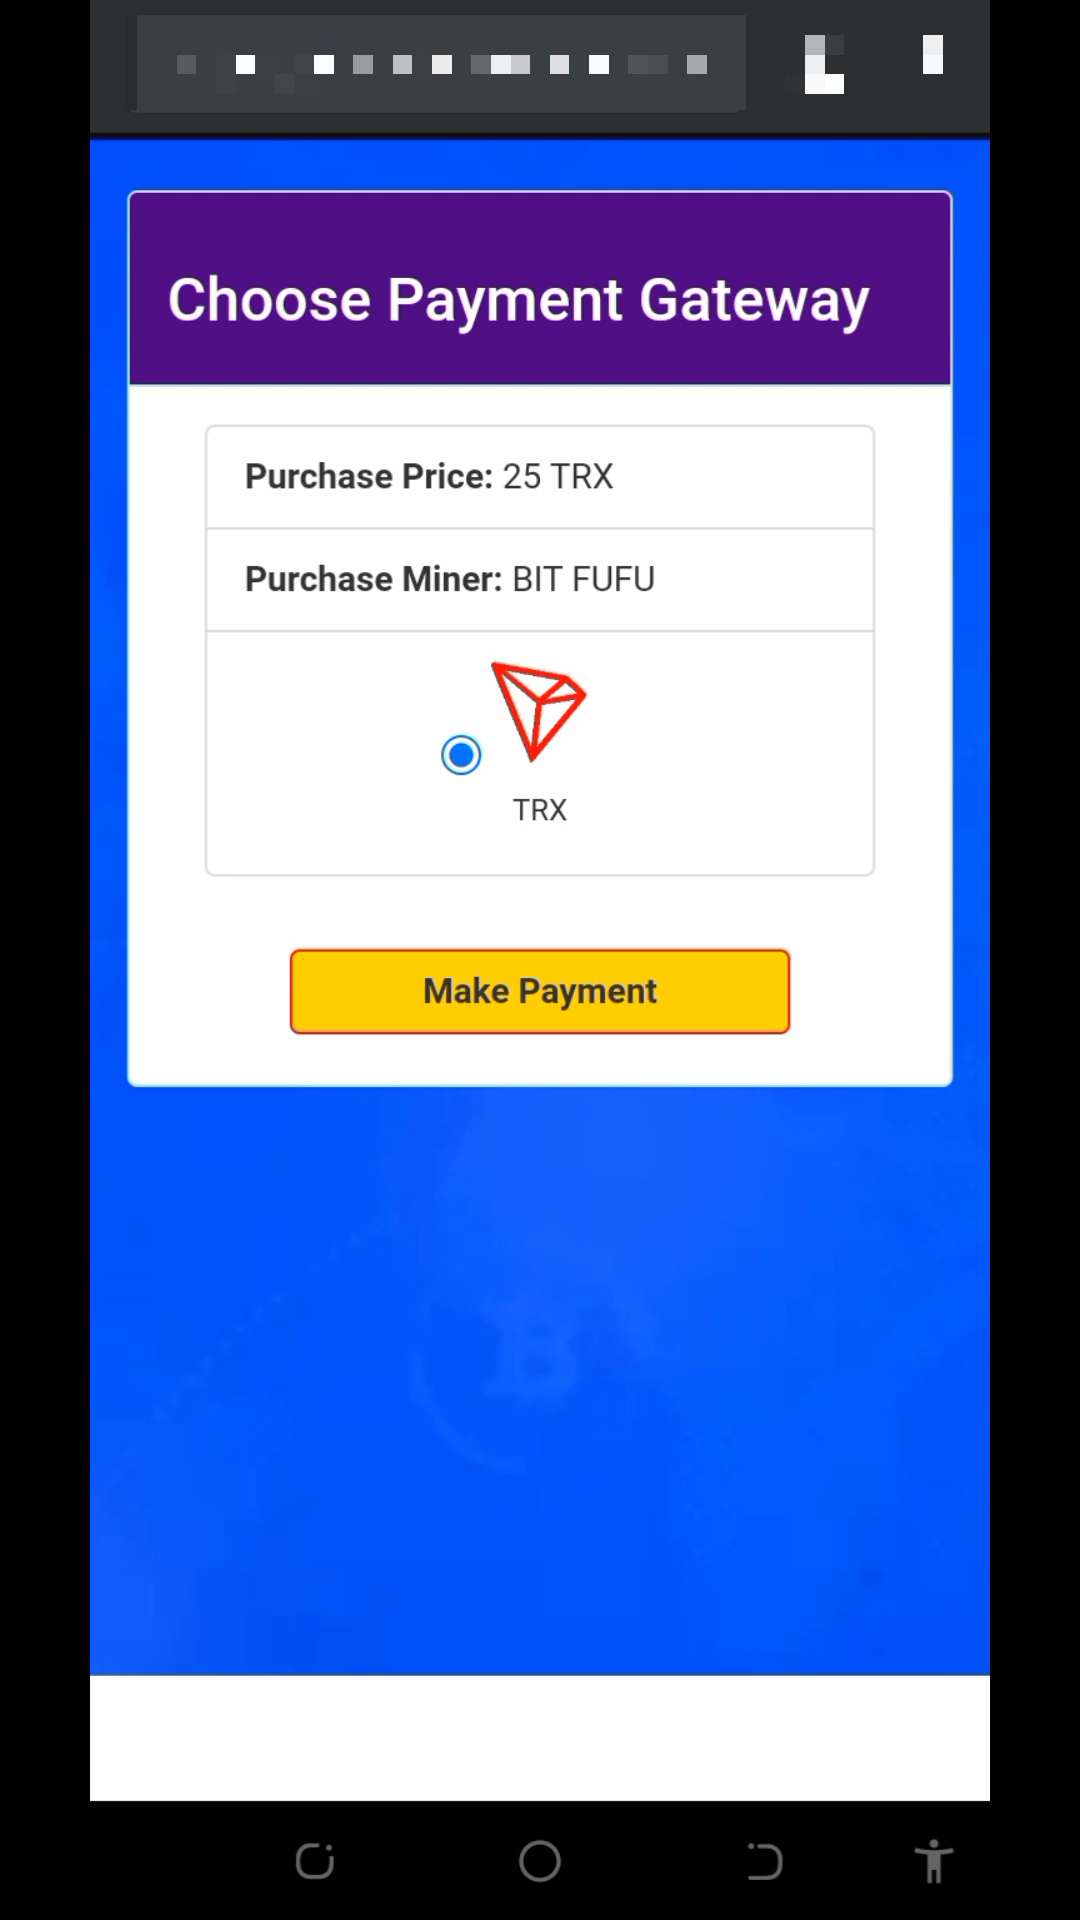 Choose Payment Gateway
Purchase Price: 25 TRX
Purchase Miner: BIT FUFU
TRX
Make Payment